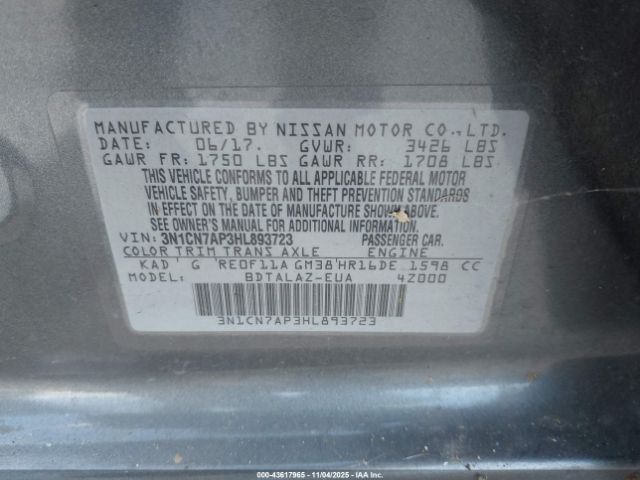 MANUFACTURED BY NISSAN MOTOR CO.,LTD.
DATE: 06/17. GVWR: 3426 LBS
GAWR FR: 1750 LBS GAWR RR: 1708 LBS
THIS VEHICLE CONFORMS TO ALL APPLICABLE FEDERAL MOTOR
VEHICLE SAFETY, BUMPER AND THEFT PREVENTION STANDARDS
IN EFFECT ON THE DATE OF MANUFACTURE SHOWN ABOVE.
SEE OWNER'S MANUAL FOR ADDITIONAL INFORMATION.
VIN: 3N1CN7AP3HL893723 PASSENGER CAR.
COLOR TRIM TRANS AXLE ENGINE
KAD G RE0F11A GM38 HR16DE 1598 CC
MODEL: BDTALAZ-EUA 4Z000
3N1CN7AP3HL893723
000-43617965 - 11/04/2025 - IAAI.COM